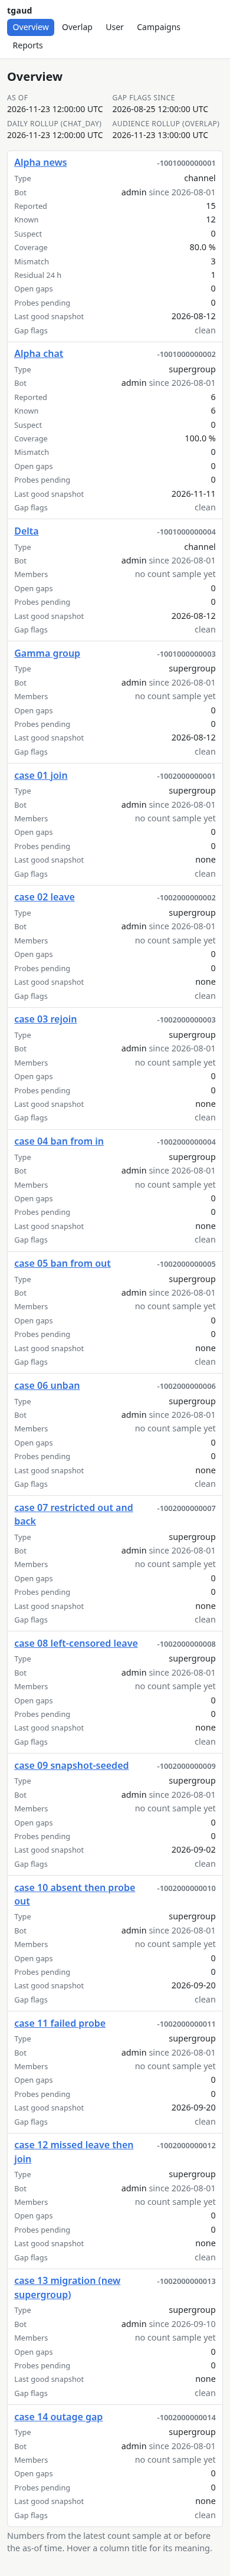 tgaud
Overview Overlap User Campaigns
Reports
Overview
AS OF GAP FLAGS SINCE
2026-11-23 12:00:00 UTC 2026-08-25 12:00:00 UTC
DAILY ROLLUP (CHAT_DAY) AUDIENCE ROLLUP (OVERLAP)
2026-11-23 12:00:00 UTC 2026-11-23 13:00:00 UTC
Alpha news -1001000000001
Type channel
Bot admin since 2026-08-01
Reported 15
Known 12
Suspect 0
Coverage 80.0 %
Mismatch 3
Residual 24 h 1
Open gaps 0
Probes pending 0
Last good snapshot 2026-08-12
Gap flags clean
Alpha chat -1001000000002
Type supergroup
Bot admin since 2026-08-01
Reported 6
Known 6
Suspect 0
Coverage 100.0 %
Mismatch 0
Open gaps 0
Probes pending 0
Last good snapshot 2026-11-11
Gap flags clean
Delta -1001000000004
Type channel
Bot admin since 2026-08-01
Members no count sample yet
Open gaps 0
Probes pending 0
Last good snapshot 2026-08-12
Gap flags clean
Gamma group -1001000000003
Type supergroup
Bot admin since 2026-08-01
Members no count sample yet
Open gaps 0
Probes pending 0
Last good snapshot 2026-08-12
Gap flags clean
case 01 join -1002000000001
Type supergroup
Bot admin since 2026-08-01
Members no count sample yet
Open gaps 0
Probes pending 0
Last good snapshot none
Gap flags clean
case 02 leave -1002000000002
Type supergroup
Bot admin since 2026-08-01
Members no count sample yet
Open gaps 0
Probes pending 0
Last good snapshot none
Gap flags clean
case 03 rejoin -1002000000003
Type supergroup
Bot admin since 2026-08-01
Members no count sample yet
Open gaps 0
Probes pending 0
Last good snapshot none
Gap flags clean
case 04 ban from in -1002000000004
Type supergroup
Bot admin since 2026-08-01
Members no count sample yet
Open gaps 0
Probes pending 0
Last good snapshot none
Gap flags clean
case 05 ban from out -1002000000005
Type supergroup
Bot admin since 2026-08-01
Members no count sample yet
Open gaps 0
Probes pending 0
Last good snapshot none
Gap flags clean
case 06 unban -1002000000006
Type supergroup
Bot admin since 2026-08-01
Members no count sample yet
Open gaps 0
Probes pending 0
Last good snapshot none
Gap flags clean
case 07 restricted out and -1002000000007
back
Type supergroup
Bot admin since 2026-08-01
Members no count sample yet
Open gaps 0
Probes pending 0
Last good snapshot none
Gap flags clean
case 08 left-censored leave -1002000000008
Type supergroup
Bot admin since 2026-08-01
Members no count sample yet
Open gaps 0
Probes pending 0
Last good snapshot none
Gap flags clean
case 09 snapshot-seeded -1002000000009
Type supergroup
Bot admin since 2026-08-01
Members no count sample yet
Open gaps 0
Probes pending 0
Last good snapshot 2026-09-02
Gap flags clean
case 10 absent then probe -1002000000010
out
Type supergroup
Bot admin since 2026-08-01
Members no count sample yet
Open gaps 0
Probes pending 0
Last good snapshot 2026-09-20
Gap flags clean
case 11 failed probe -1002000000011
Type supergroup
Bot admin since 2026-08-01
Members no count sample yet
Open gaps 0
Probes pending 0
Last good snapshot 2026-09-20
Gap flags clean
case 12 missed leave then -1002000000012
join
Type supergroup
Bot admin since 2026-08-01
Members no count sample yet
Open gaps 0
Probes pending 0
Last good snapshot none
Gap flags clean
case 13 migration (new -1002000000013
supergroup)
Type supergroup
Bot admin since 2026-09-10
Members no count sample yet
Open gaps 0
Probes pending 0
Last good snapshot none
Gap flags clean
case 14 outage gap -1002000000014
Type supergroup
Bot admin since 2026-08-01
Members no count sample yet
Open gaps 0
Probes pending 0
Last good snapshot none
Gap flags clean
Numbers from the latest count sample at or before
the as-of time. Hover a column title for its meaning.